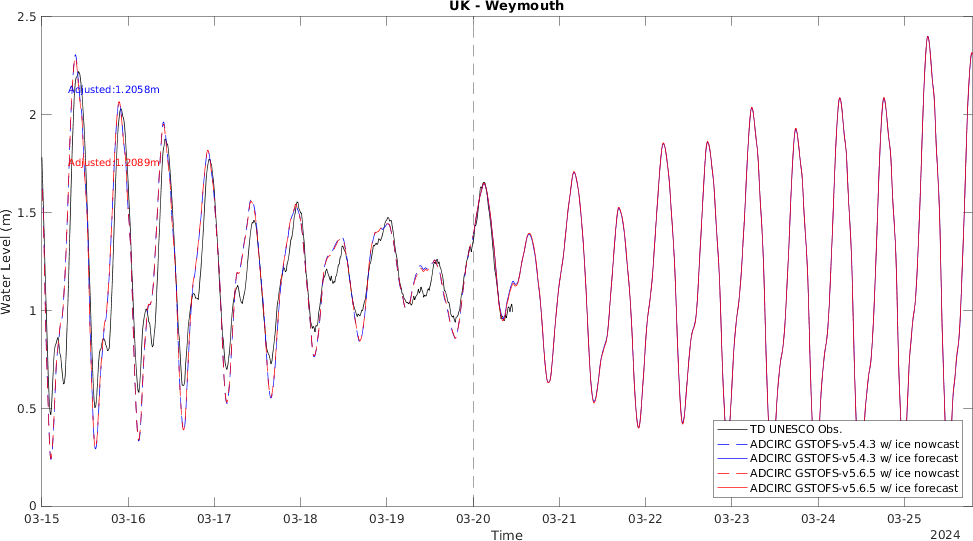 UK - Weymouth
2.5
2
1.5
1
0.5
0
Water Level (m)
Adjusted:1.2058m
Adjusted:1.2089m
TD UNESCO Obs.
ADCIRC GSTOFS-v5.4.3 w/ ice nowcast
ADCIRC GSTOFS-v5.4.3 w/ ice forecast
ADCIRC GSTOFS-v5.6.5 w/ ice nowcast
ADCIRC GSTOFS-v5.6.5 w/ ice forecast
03-15 03-16 03-17 03-18 03-19 03-20 03-21 03-22 03-23 03-24 03-25
Time
2024